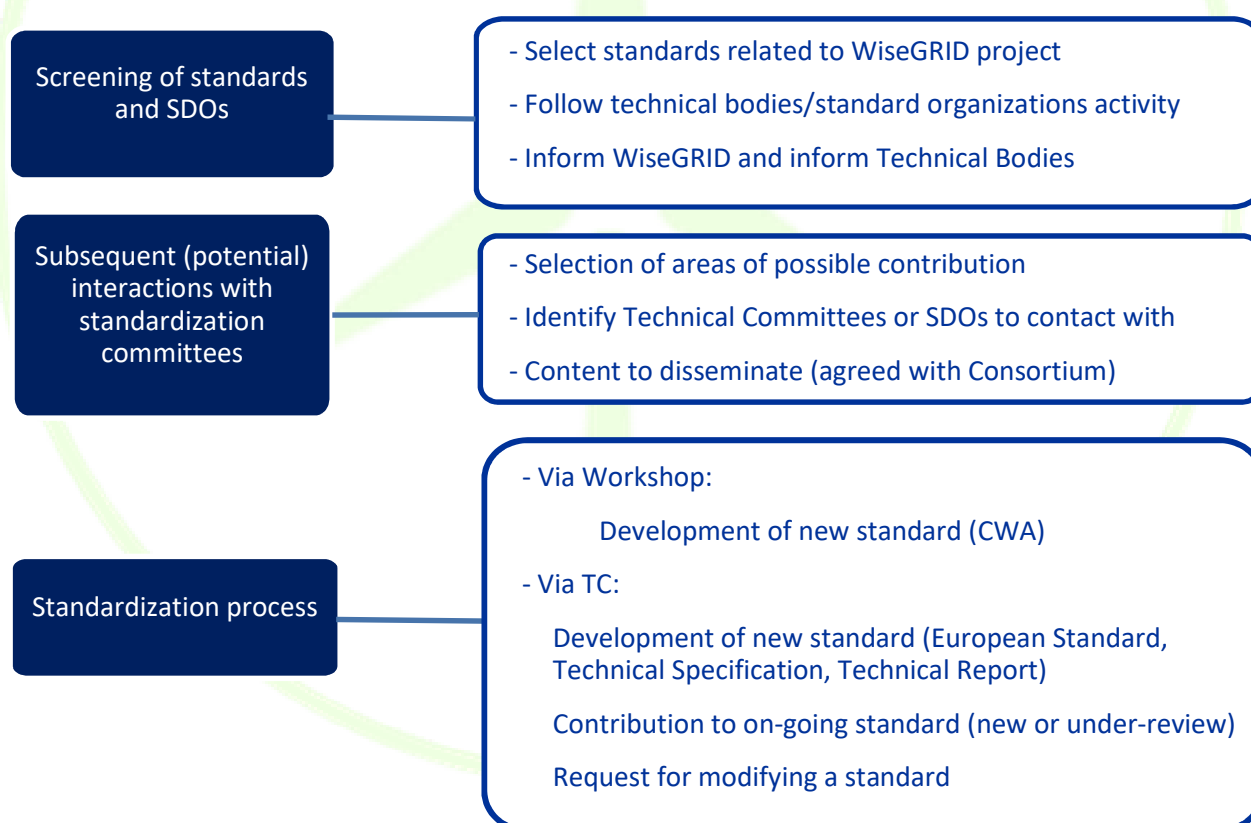 Screening of standards
and SDOs
- Select standards related to WiseGRID project
- Follow technical bodies/standard organizations activity
- Inform WiseGRID and inform Technical Bodies
Subsequent (potential)
interactions with
standardization
committees
- Selection of areas of possible contribution
- Identify Technical Committees or SDOs to contact with
- Content to disseminate (agreed with Consortium)
Standardization process
- Via Workshop:
Development of new standard (CWA)
- Via TC:
Development of new standard (European Standard,
Technical Specification, Technical Report)
Contribution to on-going standard (new or under-review)
Request for modifying a standard